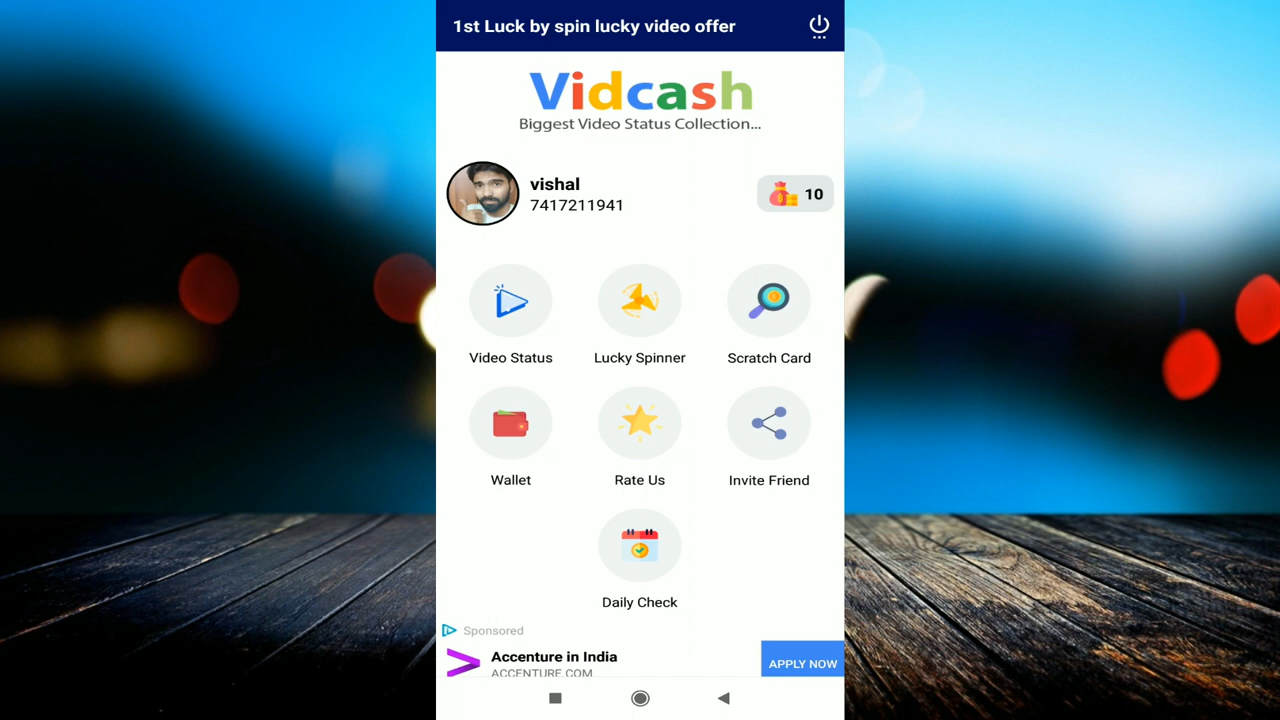 1st Luck by spin lucky video offer
Vidcash
Biggest Video Status Collection...
vishal
7417211941
10
Video Status
Lucky Spinner
Scratch Card
Wallet
Rate Us
Invite Friend
Daily Check
Sponsored
Accenture in India
ACCENTURE.COM
APPLY NOW